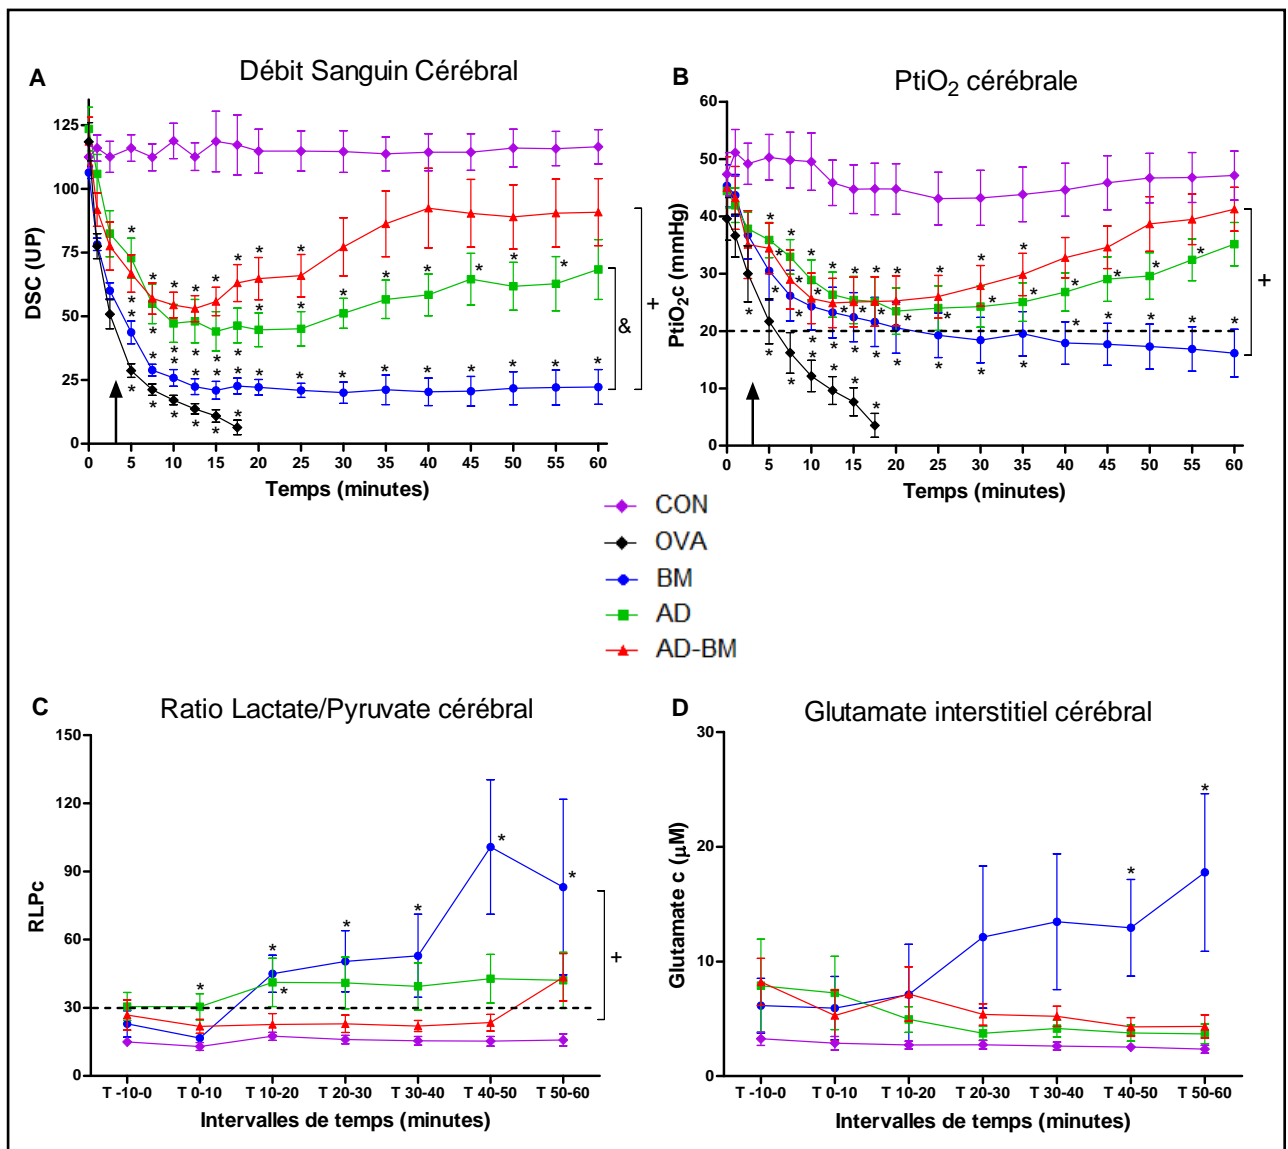 A
Débit Sanguin Cérébral
DSC (UP)
125
100
75
50
25
0
0 5 10 15 20 25 30 35 40 45 50 55 60
Temps (minutes)
&
+
B
PtiO2 cérébrale
PtiO2c (mmHg)
60
50
40
30
20
10
0
0 5 10 15 20 25 30 35 40 45 50 55 60
Temps (minutes)
+
CON
OVA
BM
AD
AD-BM
C
Ratio Lactate/Pyruvate cérébral
RLPc
150
120
90
60
30
0
T -10-0 T 0-10 T 10-20 T 20-30 T 30-40 T 40-50 T 50-60
Intervalles de temps (minutes)
+
D
Glutamate interstitiel cérébral
Glutamate c (µM)
30
20
10
0
T -10-0 T 0-10 T 10-20 T 20-30 T 30-40 T 40-50 T 50-60
Intervalles de temps (minutes)